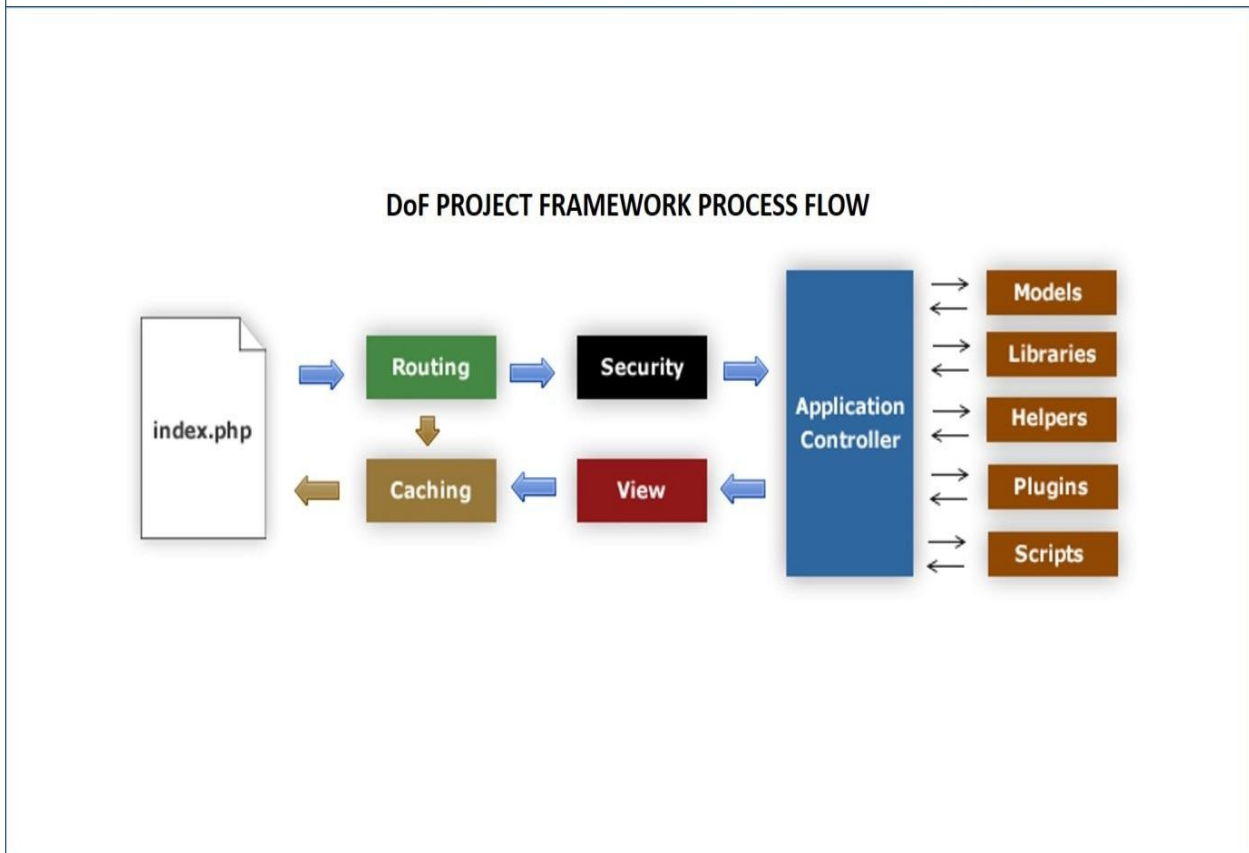 DoF PROJECT FRAMEWORK PROCESS FLOW
index.php
Routing
Security
Caching
View
Application
Controller
Models
Libraries
Helpers
Plugins
Scripts